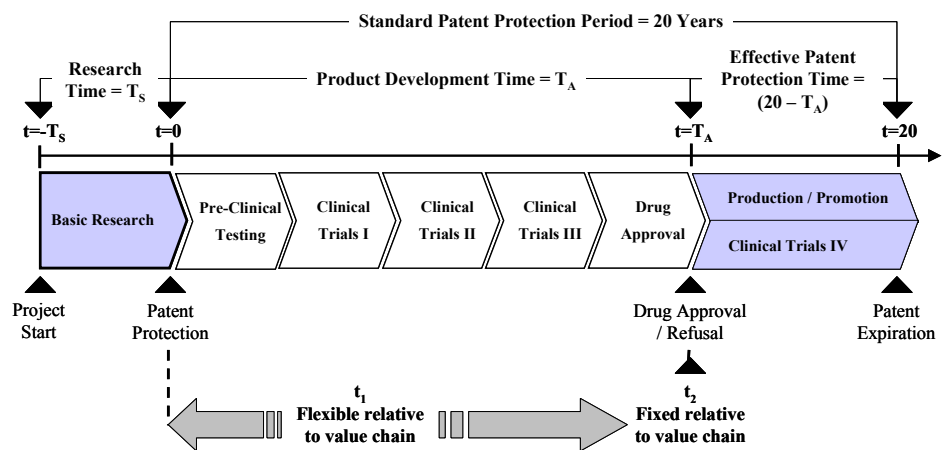 Standard Patent Protection Period = 20 Years
Research
Time = T_S
Product Development Time = T_A
Effective Patent
Protection Time =
(20 – T_A)
t=-T_S
t=0
t=T_A
t=20
Basic Research
Pre-Clinical
Testing
Clinical
Trials I
Clinical
Trials II
Clinical
Trials III
Drug
Approval
Production / Promotion
Clinical Trials IV
Project
Start
Patent
Protection
Drug Approval
/ Refusal
Patent
Expiration
t_1
Flexible relative
to value chain
t_2
Fixed relative
to value chain